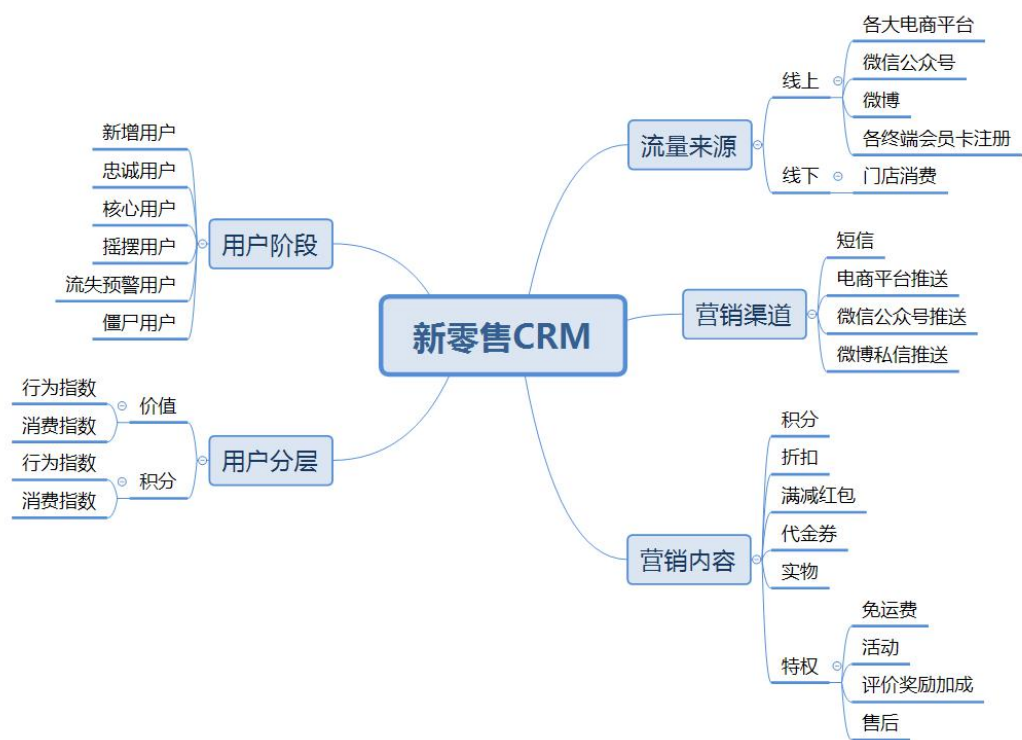 新零售CRM
流量来源
线上
各大电商平台
微信公众号
微博
各终端会员卡注册
线下
门店消费
营销渠道
短信
电商平台推送
微信公众号推送
微博私信推送
营销内容
积分
折扣
满减红包
代金券
实物
特权
免运费
活动
评价奖励加成
售后
用户阶段
新增用户
忠诚用户
核心用户
摇摆用户
流失预警用户
僵尸用户
用户分层
价值
行为指数
消费指数
积分
行为指数
消费指数